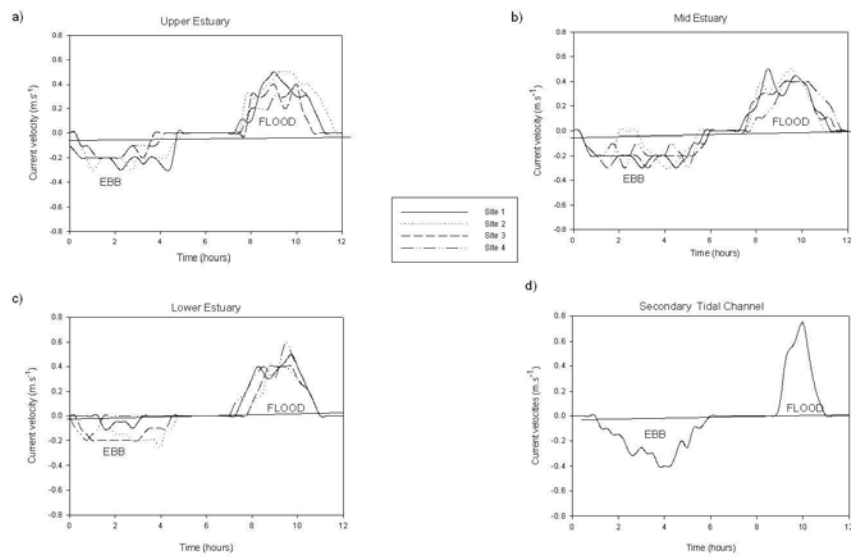 a)
Upper Estuary
Current velocity (m.s⁻¹)
0.8
0.6
0.4
0.2
0.0
-0.2
-0.4
-0.6
-0.8
FLOOD
EBB
0 2 4 6 8 10 12
Time (hours)
b)
Mid Estuary
Current velocity (m.s⁻¹)
0.8
0.6
0.4
0.2
0.0
-0.2
-0.4
-0.6
-0.8
FLOOD
EBB
0 2 4 6 8 10 12
Time (hours)
Site 1
Site 2
Site 3
Site 4
c)
Lower Estuary
Current velocity (m.s⁻¹)
0.8
0.6
0.4
0.2
0.0
-0.2
-0.4
-0.6
-0.8
FLOOD
EBB
0 2 4 6 8 10 12
Time (hours)
d)
Secondary Tidal Channel
Current velocities (m.s⁻¹)
0.8
0.6
0.4
0.2
0.0
-0.2
-0.4
-0.6
-0.8
FLOOD
EBB
0 2 4 6 8 10 12
Time (hours)